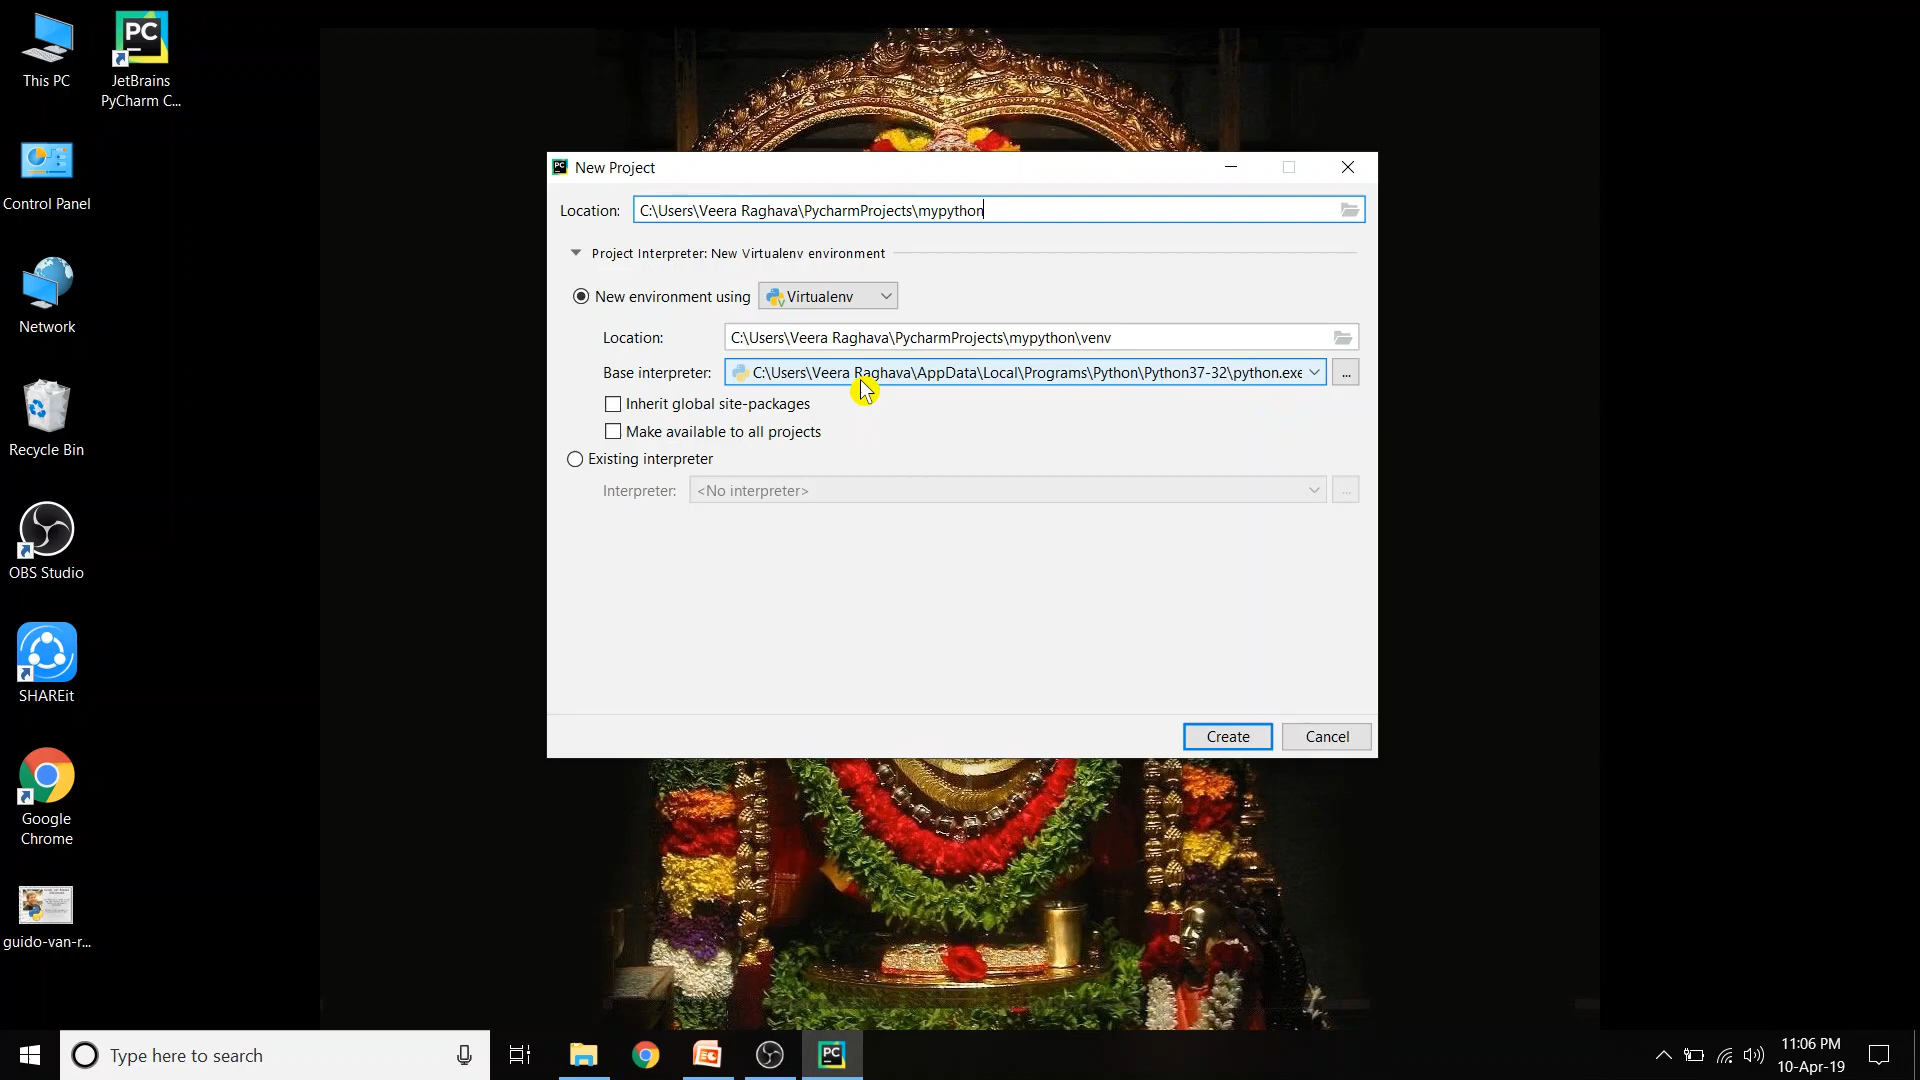 This PC
JetBrains
PyCharm C...
Control Panel
Network
Recycle Bin
OBS Studio
SHAREit
Google
Chrome
guido-van-r...
New Project
Location: C:\Users\Veera Raghava\PycharmProjects\mypython
Project Interpreter: New Virtualenv environment
New environment using Virtualenv
Location: C:\Users\Veera Raghava\PycharmProjects\mypython\venv
Base interpreter: C:\Users\Veera Raghava\AppData\Local\Programs\Python\Python37-32\python.exe ...
Inherit global site-packages
Make available to all projects
Existing interpreter
Interpreter: <No interpreter> ...
Create Cancel
Type here to search
11:06 PM
10-Apr-19